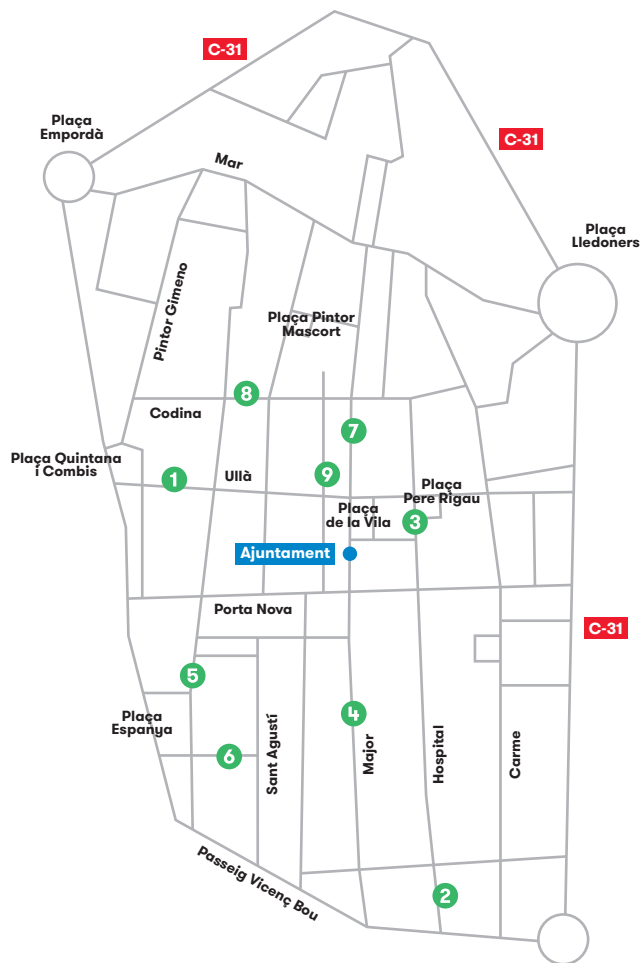 C-31
Plaça
Empordà
C-31
Mar
Plaça
Lledoners
Pintor Gimeno
Plaça Pintor
Mascort
8
Codina
7
Plaça Quintana
i Combis
1
Ullà
9
Plaça
Pere Rigau
Plaça
de la Vila
3
Ajuntament
Porta Nova
C-31
5
Plaça
Espanya
4
6
Sant Agustí
Major
Hospital
Carme
Passeig Vicenç Bou
2